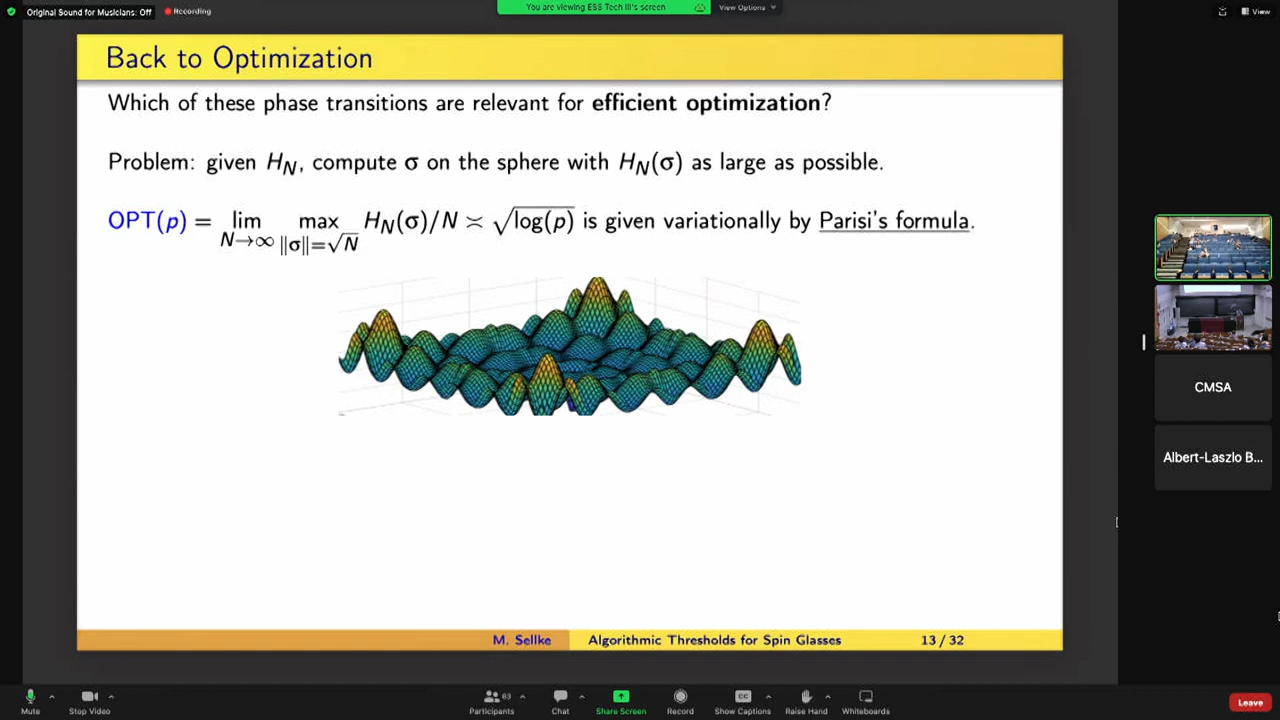 Original Sound for Musicians: Off
Recording
You are viewing ESS Tech III's screen
View Options
View
Back to Optimization
Which of these phase transitions are relevant for efficient optimization?
Problem: given H_N, compute σ on the sphere with H_N(σ) as large as possible.
OPT(p) = lim_{N→∞} max_{‖σ‖=√N} H_N(σ)/N ≍ √log(p) is given variationally by Parisi's formula.
CMSA
Albert-Laszlo B...
M. Sellke
Algorithmic Thresholds for Spin Glasses
13 / 32
Mute
Stop Video
63
Participants
Chat
Share Screen
Record
CC
Show Captions
Raise Hand
Whiteboards
Leave